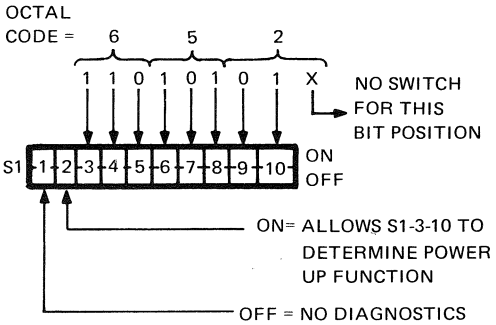 OCTAL
CODE = 6 5 2
1 1 0 1 0 1 0 1 X
NO SWITCH
FOR THIS
BIT POSITION
S1 1 2 3 4 5 6 7 8 9 10 ON
OFF
ON= ALLOWS S1-3-10 TO
DETERMINE POWER
UP FUNCTION
OFF = NO DIAGNOSTICS